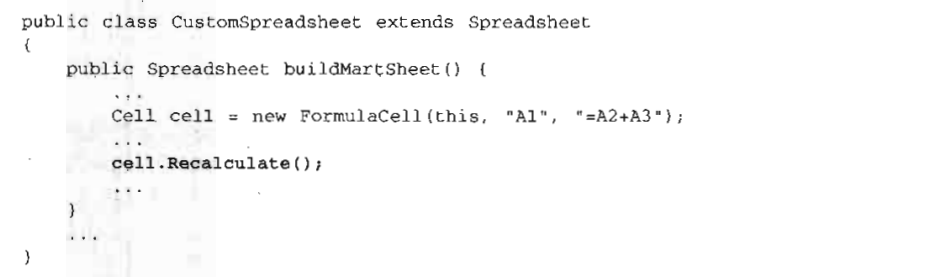 public class CustomSpreadsheet extends Spreadsheet
{
public Spreadsheet buildMartSheet() {
...
Cell cell = new FormulaCell(this, "A1", "=A2+A3");
...
cell.Recalculate();
...
}
...
}